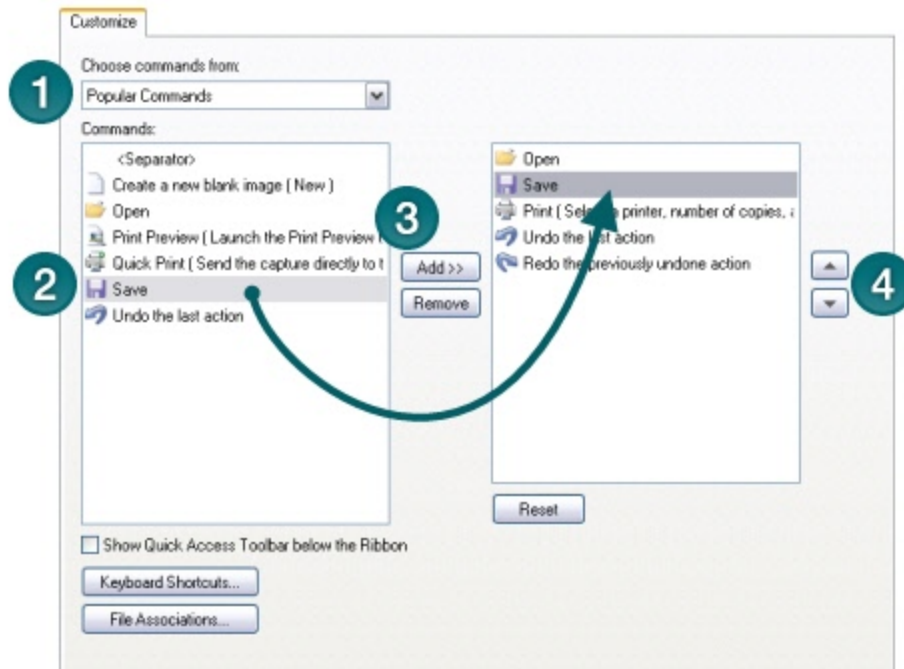 Customize
Choose commands from:
1
Popular Commands
Commands:
<Separator>
Create a new blank image ( New )
Open
Print Preview ( Launch the Print Preview
Quick Print ( Send the capture directly to t
Save
Undo the last action
2
3
Add >>
Remove
Open
Save
Print ( printer, number of copies, a
Undo the last action
Redo the previously undone action
4
Reset
Show Quick Access Toolbar below the Ribbon
Keyboard Shortcuts...
File Associations...